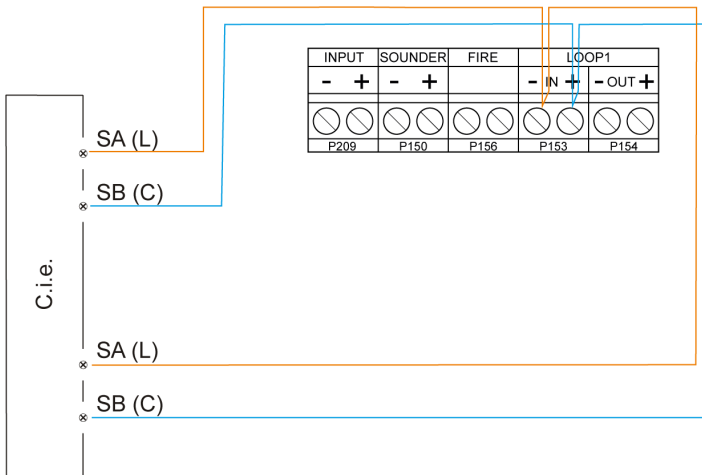 INPUT SOUNDER FIRE LOOP1
- + - + - IN + - OUT +
P209 P150 P156 P153 P154
SA (L)
SB (C)
C.i.e.
SA (L)
SB (C)